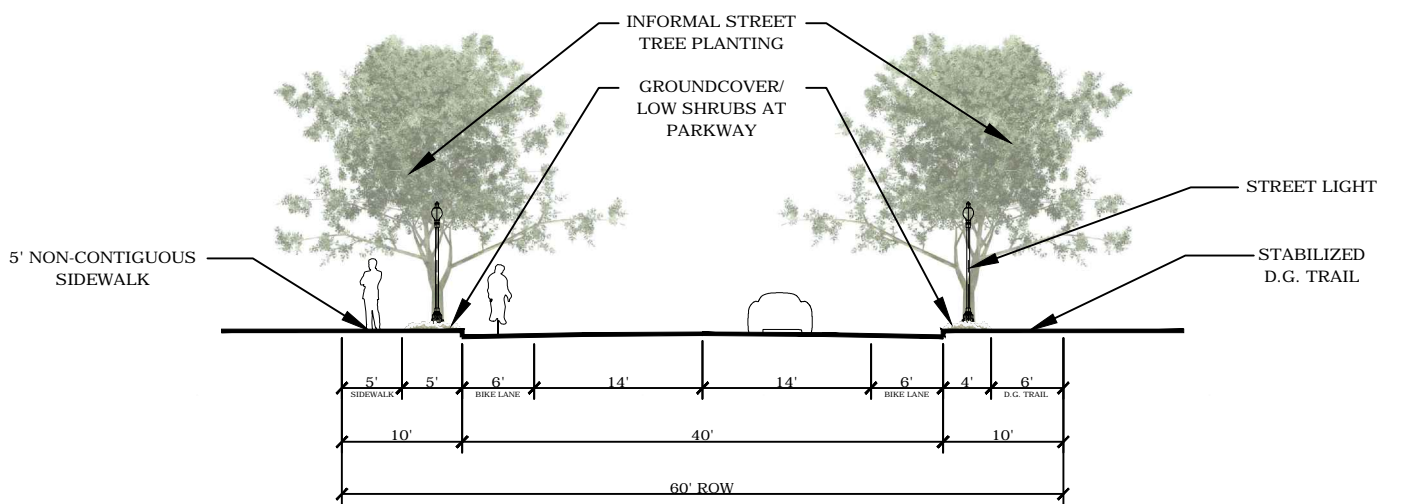 INFORMAL STREET
TREE PLANTING
GROUNDCOVER/
LOW SHRUBS AT
PARKWAY
STREET LIGHT
5' NON-CONTIGUOUS
SIDEWALK
STABILIZED
D.G. TRAIL
5' 5' 6' 14' 14' 6' 4' 6'
SIDEWALK BIKE LANE BIKE LANE D.G. TRAIL
10' 40' 10'
60' ROW